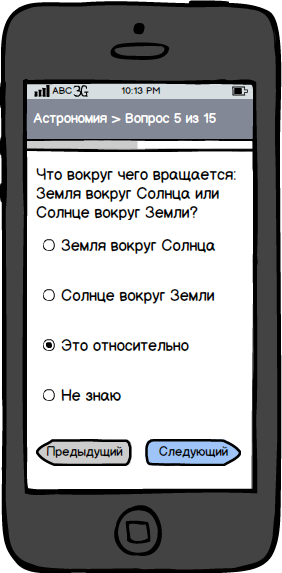 ABC 3G 10:13 PM
Астрономия > Вопрос 5 из 15
Что вокруг чего вращается:
Земля вокруг Солнца или
Солнце вокруг Земли?
Земля вокруг Солнца
Солнце вокруг Земли
Это относительно
Не знаю
Предыдущий Следующий